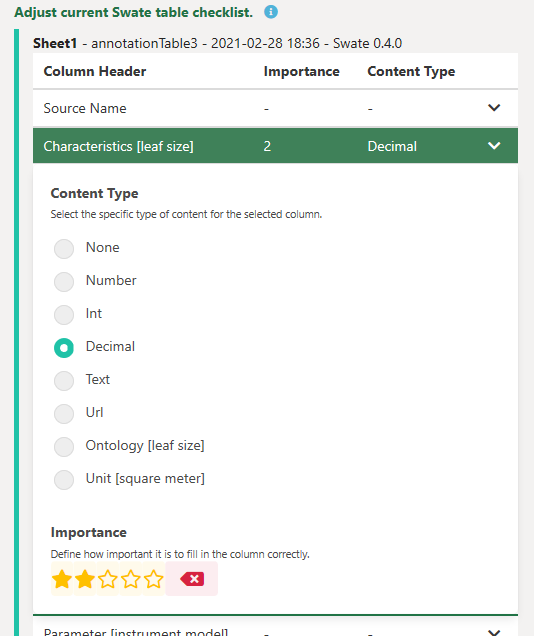 Adjust current Swate table checklist.
Sheet1 - annotationTable3 - 2021-02-28 18:36 - Swate 0.4.0
Column Header Importance Content Type
Source Name - -
Characteristics [leaf size] 2 Decimal
Content Type
Select the specific type of content for the selected column.
None
Number
Int
Decimal
Text
Url
Ontology [leaf size]
Unit [square meter]
Importance
Define how important it is to fill in the column correctly.
Parameter [instrument model] - -